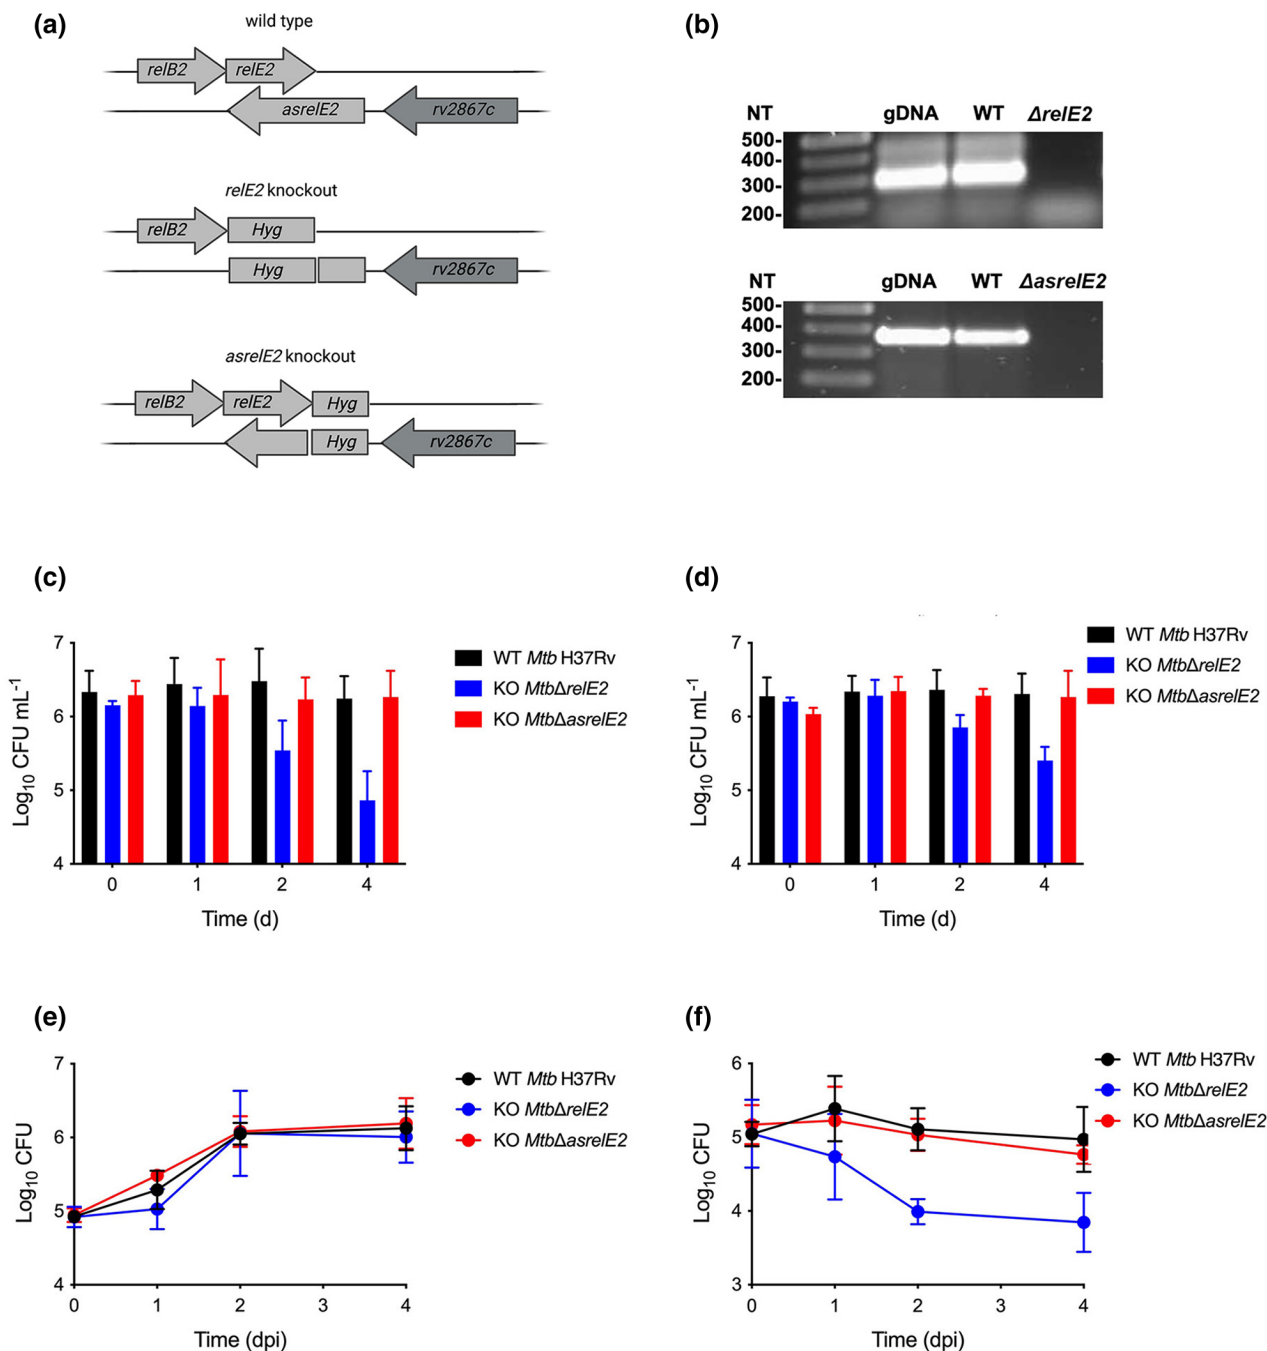 (a)
wild type
relB2 relE2
asrelE2 rv2867c
relE2 knockout
relB2 Hyg
Hyg rv2867c
asrelE2 knockout
relB2 relE2 Hyg
Hyg rv2867c
(b)
NT gDNA WT ΔrelE2
500-
400-
300-
200-
NT gDNA WT ΔasrelE2
500-
400-
300-
200-
(c)
Log10 CFU mL−1
7
6
5
4
0 1 2 4
Time (d)
WT Mtb H37Rv
KO MtbΔrelE2
KO MtbΔasrelE2
(d)
Log10 CFU mL−1
7
6
5
4
0 1 2 4
Time (d)
WT Mtb H37Rv
KO MtbΔrelE2
KO MtbΔasrelE2
(e)
Log10 CFU
7
6
5
4
0 1 2 3 4
Time (dpi)
WT Mtb H37Rv
KO MtbΔrelE2
KO MtbΔasrelE2
(f)
Log10 CFU
6
5
4
3
0 1 2 3 4
Time (dpi)
WT Mtb H37Rv
KO MtbΔrelE2
KO MtbΔasrelE2